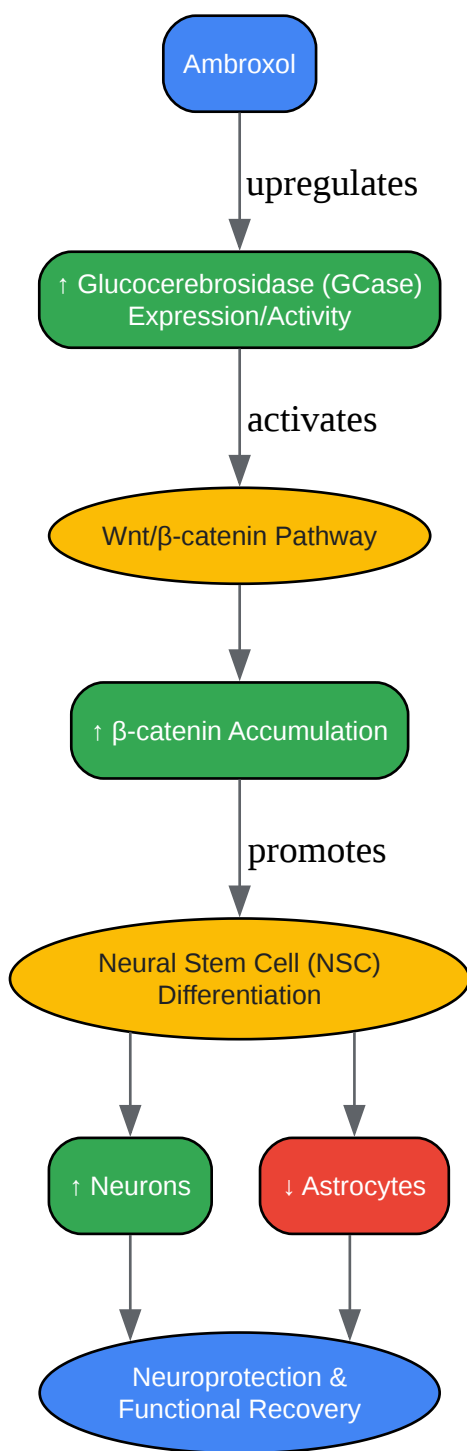 Ambroxol
upregulates
↑ Glucocerebrosidase (GCase)
Expression/Activity
activates
Wnt/β-catenin Pathway
↑ β-catenin Accumulation
promotes
Neural Stem Cell (NSC)
Differentiation
↑ Neurons
↓ Astrocytes
Neuroprotection &
Functional Recovery